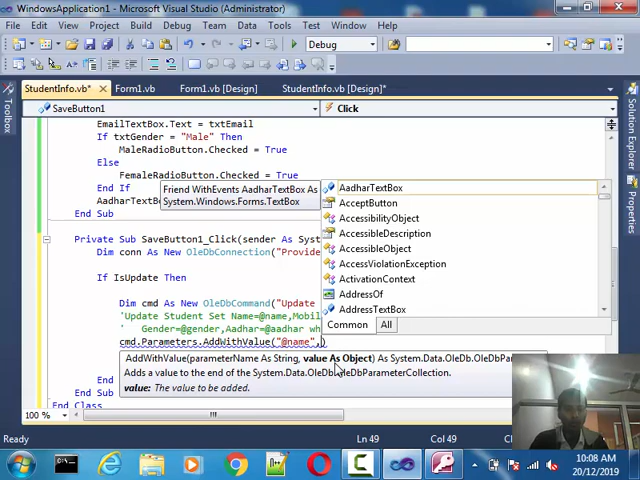 WindowsApplication1 - Microsoft Visual Studio (Administrator)
File Edit View Project Build Debug Team Data Tools Test Window Help
Debug
StudentInfo.vb* Form1.vb Form1.vb [Design] StudentInfo.vb [Design]*
SaveButton1 Click
EmailTextBox.Text = txtEmail
If txtGender = "Male" Then
MaleRadioButton.Checked = True
Else
FemaleRadioButton.Checked = True
End If
AadharTextB
End Sub
Friend WithEvents AadharTextBox As
System.Windows.Forms.TextBox
AadharTextBox
AcceptButton
AccessibilityObject
AccessibleDescription
AccessibleObject
AccessViolationException
ActivationContext
AddressOf
AddressTextBox
Common All
Private Sub SaveButton1_Click(sender As Syst
Dim conn As New OleDbConnection("Provide
If IsUpdate Then
Dim cmd As New OleDbCommand("Update
'Update Student Set Name=@name,Mobil
' Gender=@gender,Aadhar=@aadhar wh
cmd.Parameters.AddWithValue("@name",)
AddWithValue(parameterName As String, value As Object) As System.Data.OleDb.OleDbPar
Adds a value to the end of the System.Data.OleDb.OleDbParameterCollection.
value: The value to be added.
End
End Sub
End Class
100 %
Ready Ln 49 Col 49 Ch
Toolbox
Solution Explorer
10:08 AM
20/12/2019